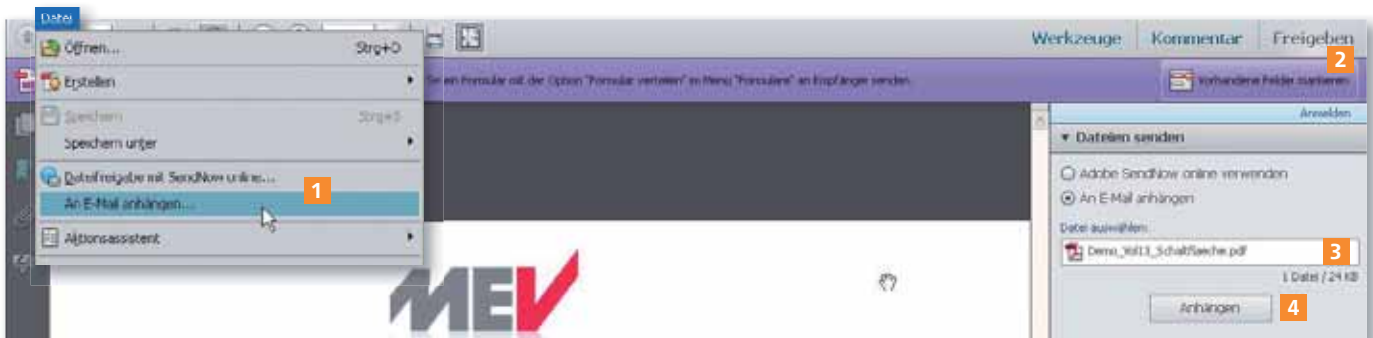 Datei
Öffnen... Strg+O
Erstellen
Speichern Strg+S
Speichern unter
Dateifreigabe mit SendNow online...
An E-Mail anhängen...
1
Aktionsassistent
Werkzeuge Kommentar Freigeben
2
Sie ein Formular mit der Option "Formular verteilen" im Menü "Formulare" an Empfänger senden.
Vorhandene Felder markieren
Anmelden
Dateien senden
Adobe SendNow online verwenden
An E-Mail anhängen
Datei auswählen:
Demo_Voll13_Schaltflaeche.pdf
3
1 Datei / 24 KB
Anhängen
4
MEV